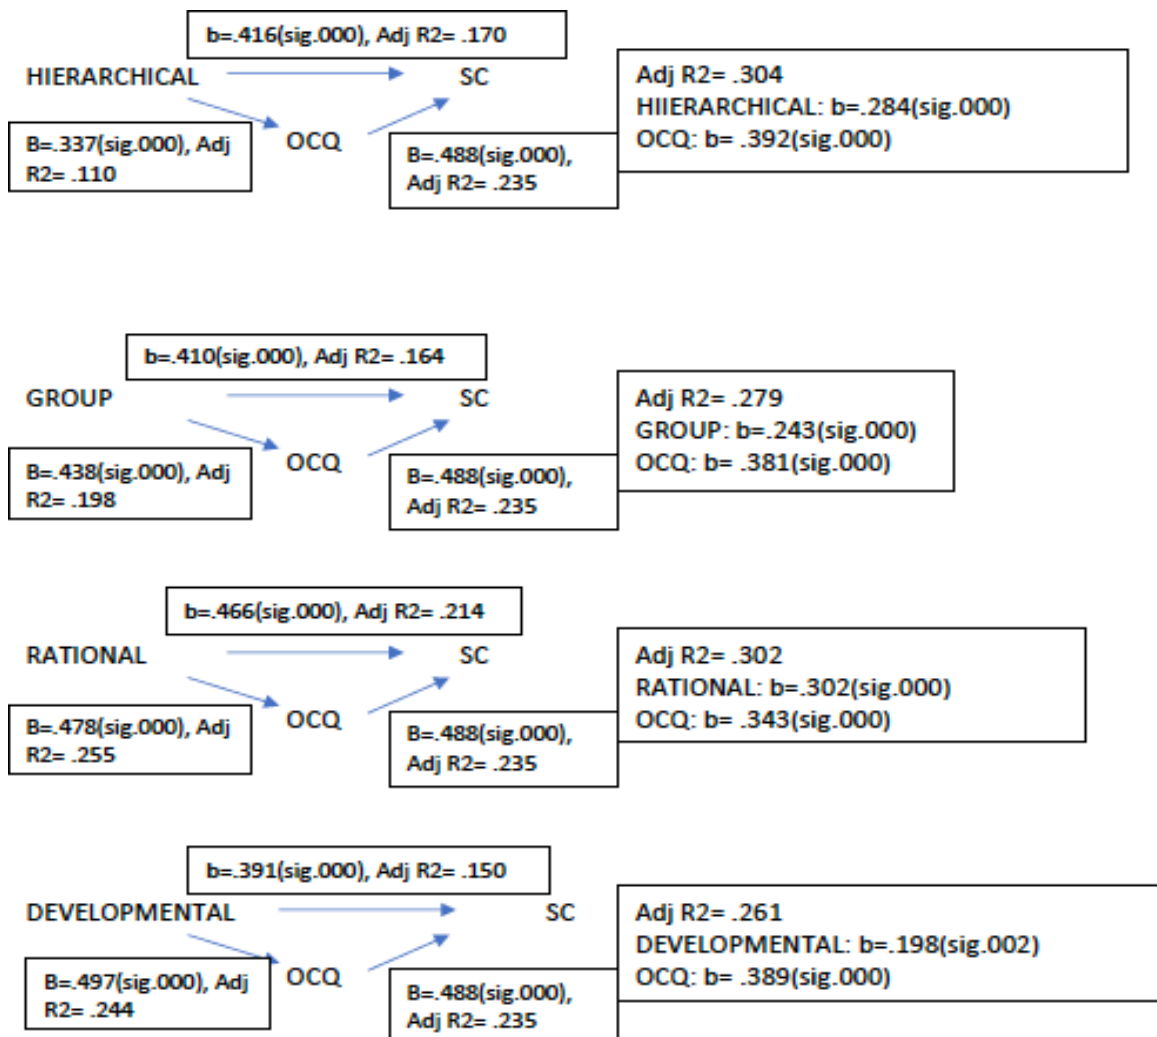 b=.416(sig.000), Adj R2= .170
HIERARCHICAL
SC
OCQ
B=.337(sig.000), Adj
R2= .110
B=.488(sig.000),
Adj R2= .235
Adj R2= .304
HIIERARCHICAL: b=.284(sig.000)
OCQ: b= .392(sig.000)
b=.410(sig.000), Adj R2= .164
GROUP
SC
OCQ
B=.438(sig.000), Adj
R2= .198
B=.488(sig.000),
Adj R2= .235
Adj R2= .279
GROUP: b=.243(sig.000)
OCQ: b= .381(sig.000)
b=.466(sig.000), Adj R2= .214
RATIONAL
SC
OCQ
B=.478(sig.000), Adj
R2= .255
B=.488(sig.000),
Adj R2= .235
Adj R2= .302
RATIONAL: b=.302(sig.000)
OCQ: b= .343(sig.000)
b=.391(sig.000), Adj R2= .150
DEVELOPMENTAL
SC
OCQ
B=.497(sig.000), Adj
R2= .244
B=.488(sig.000),
Adj R2= .235
Adj R2= .261
DEVELOPMENTAL: b=.198(sig.002)
OCQ: b= .389(sig.000)